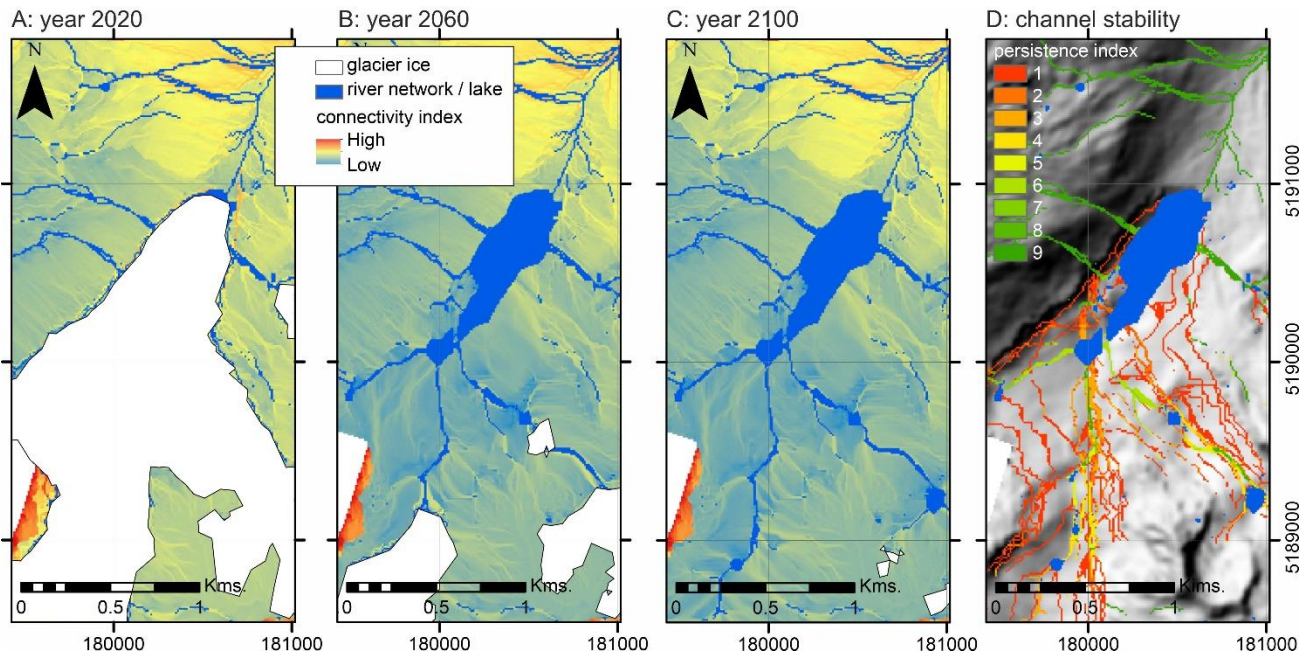 A: year 2020
B: year 2060
C: year 2100
D: channel stability
N
glacier ice
river network / lake
connectivity index
High
Low
N
N
persistence index
1
2
3
4
5
6
7
8
9
5191000
5190000
5189000
Kms.
0 0.5 1
Kms.
0 0.5 1
Kms.
0 0.5 1
Kms.
0 0.5 1
180000 181000
180000 181000
180000 181000
180000 181000